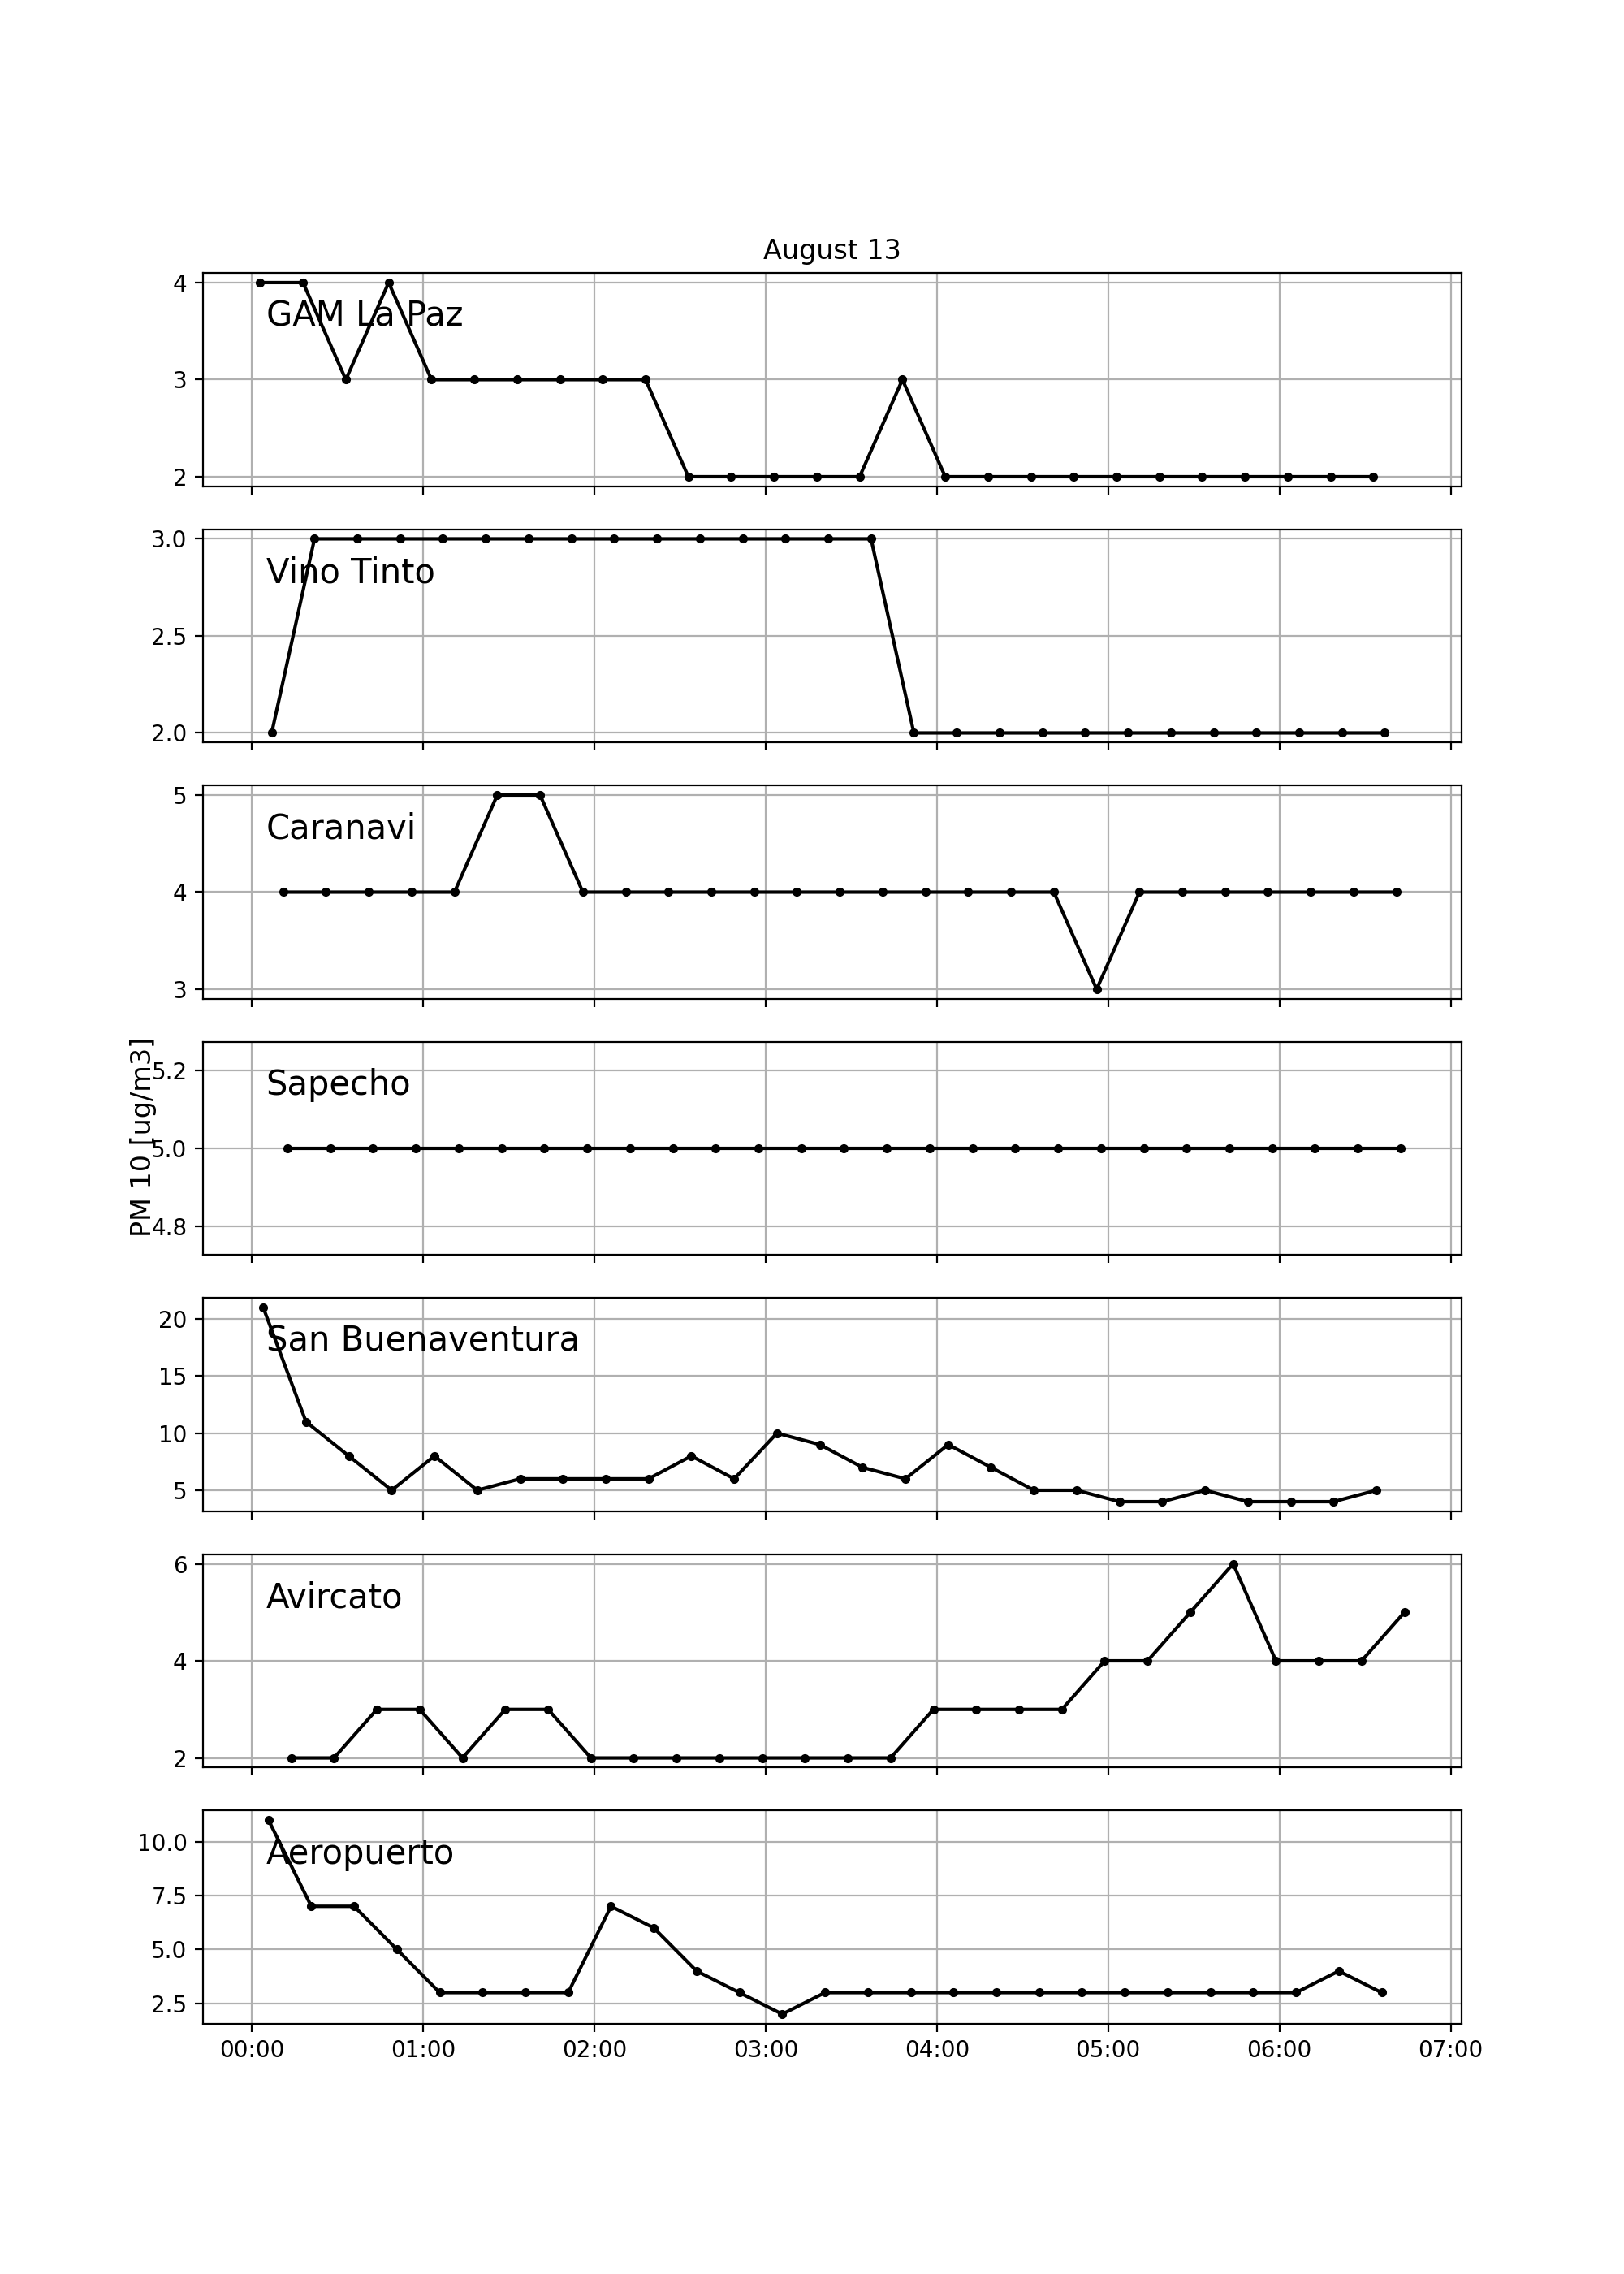 August 13
4
GAM La Paz
3
2
3.0
Vino Tinto
2.5
2.0
5
Caranavi
4
3
PM 10 [ug/m3]
5.2
Sapecho
5.0
4.8
20
San Buenaventura
15
10
5
6
Avircato
4
2
10.0
Aeropuerto
7.5
5.0
2.5
00:00 01:00 02:00 03:00 04:00 05:00 06:00 07:00